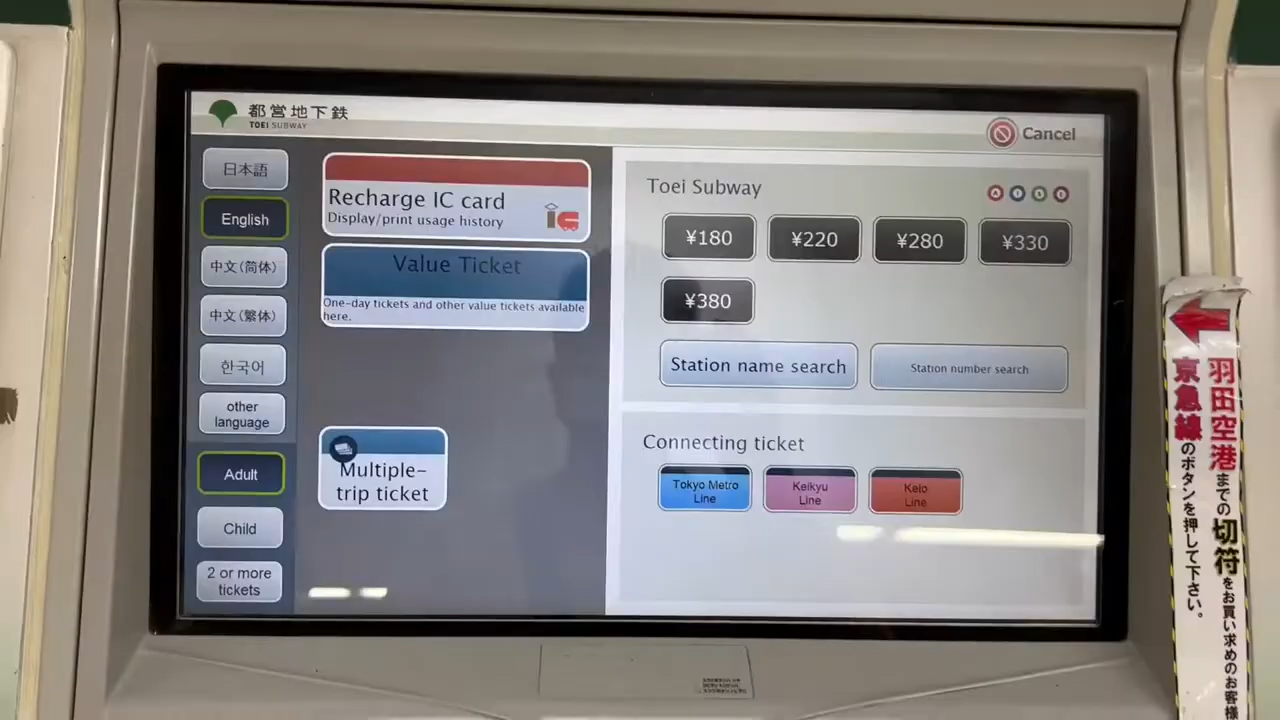 都営地下鉄
TOEI SUBWAY
Cancel
日本語
English
中文(简体)
中文(繁体)
한국어
other
language
Adult
Child
2 or more
tickets
Recharge IC card
Display/print usage history
Value Ticket
One-day tickets and other value tickets available
here.
Multiple-
trip ticket
Toei Subway
A I S E
¥180
¥220
¥280
¥330
¥380
Station name search
Station number search
Connecting ticket
Tokyo Metro
Line
Keikyu
Line
Keio
Line
羽田空港までの切符をお買い求めのお客様
京急線のボタンを押して下さい。